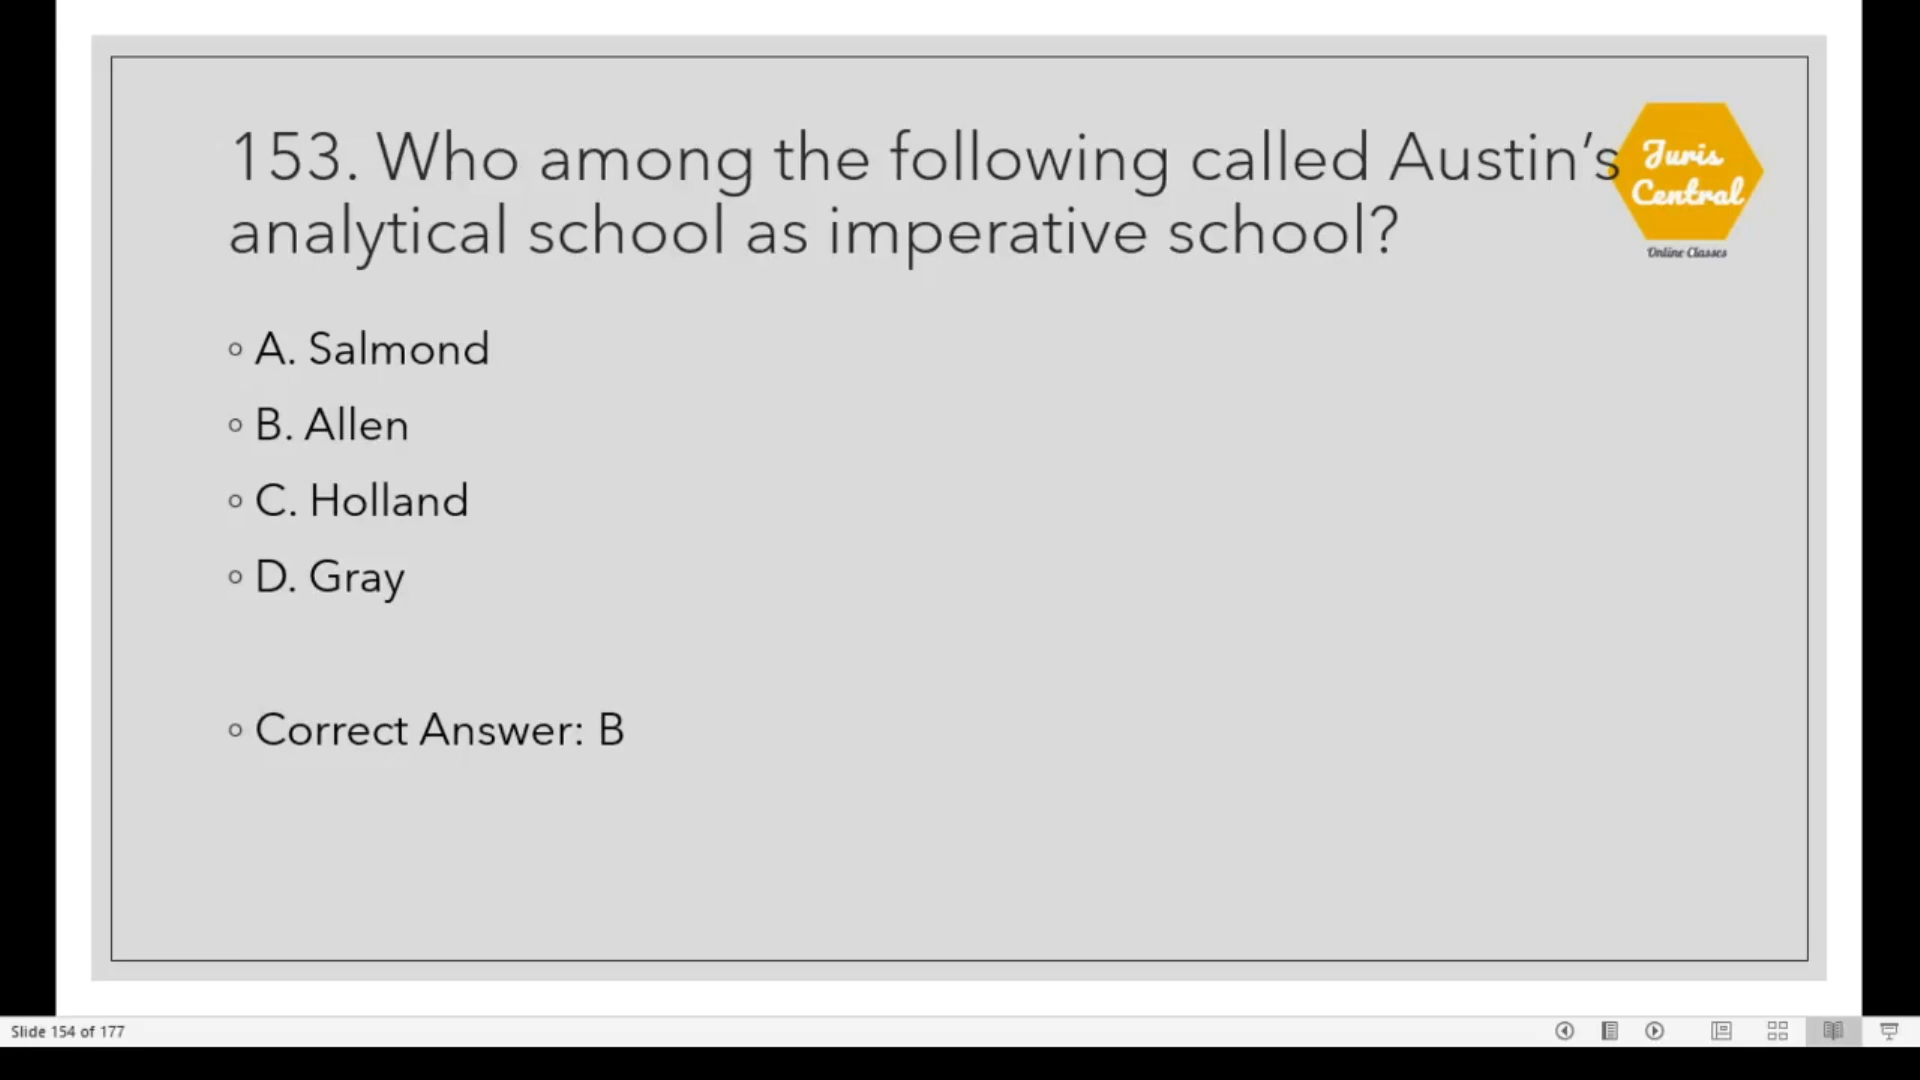 153. Who among the following called Austin’s
analytical school as imperative school?
Juris
Central
Online Classes
◦ A. Salmond
◦ B. Allen
◦ C. Holland
◦ D. Gray
◦ Correct Answer: B
Slide 154 of 177